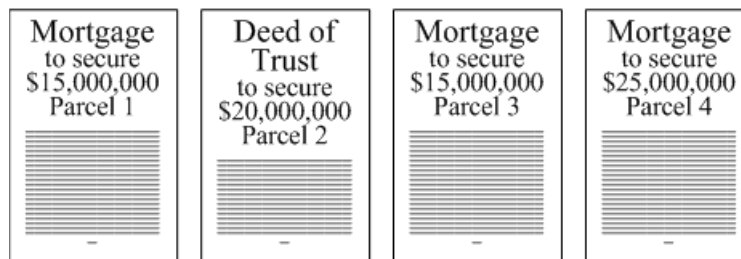 Mortgage
to secure
$15,000,000
Parcel 1
Deed of
Trust
to secure
$20,000,000
Parcel 2
Mortgage
to secure
$15,000,000
Parcel 3
Mortgage
to secure
$25,000,000
Parcel 4